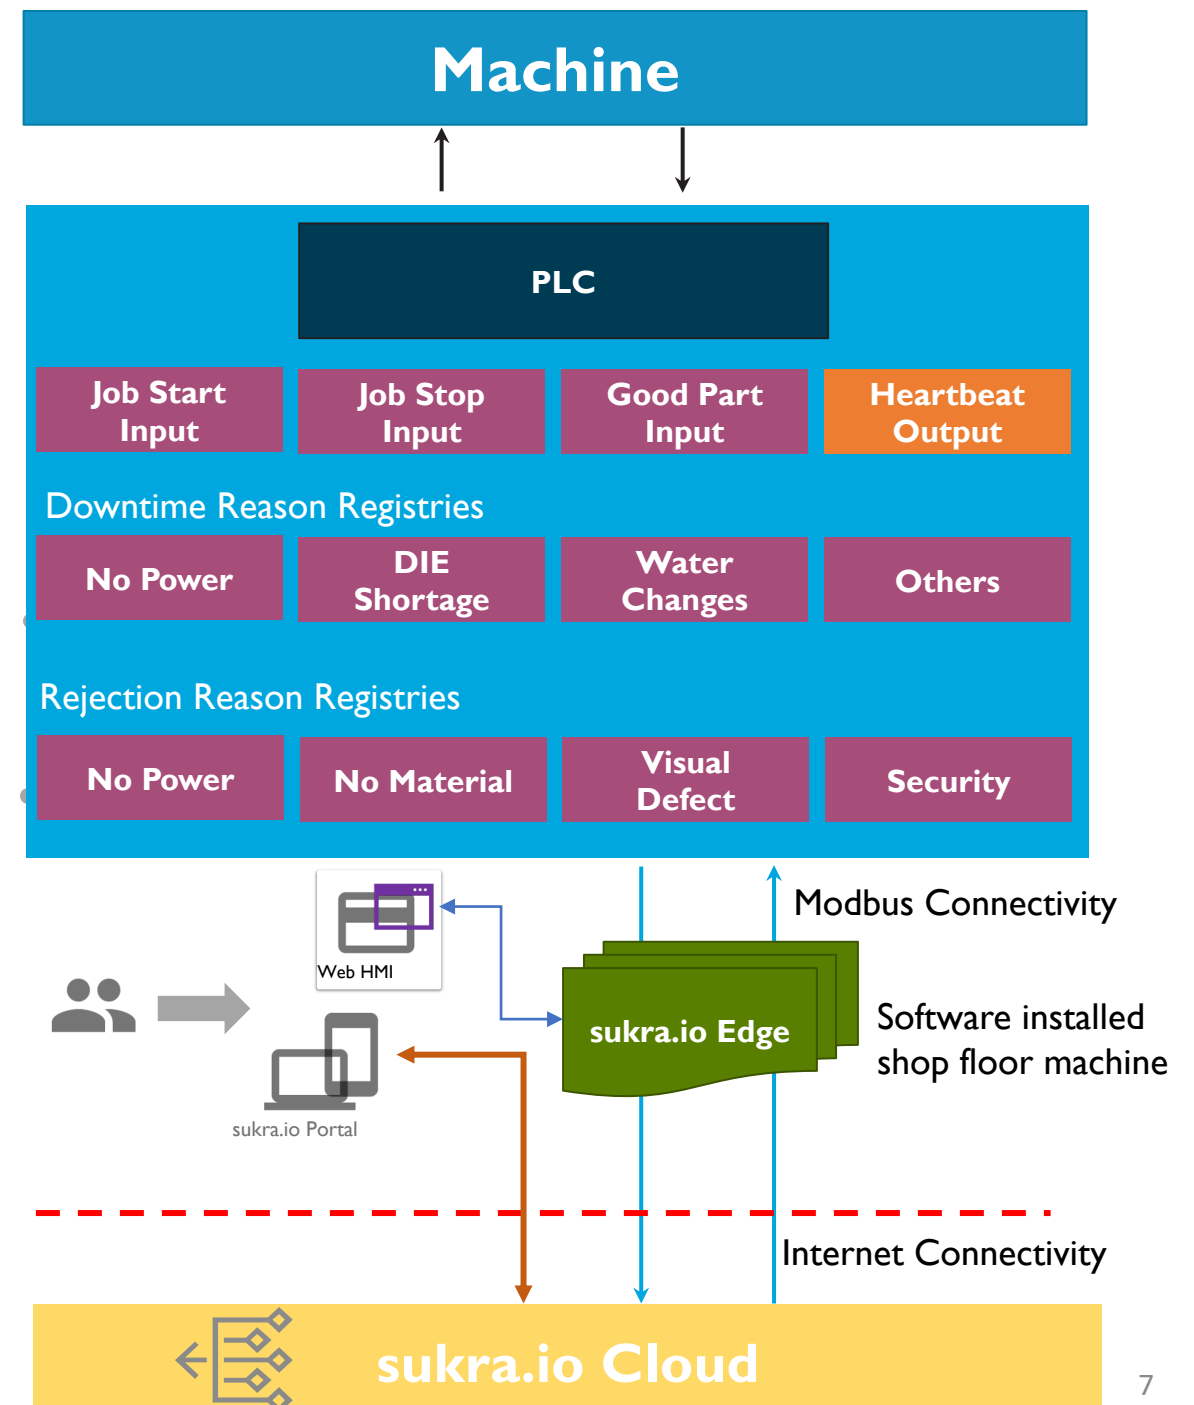 Machine
PLC
Job Start
Input
Job Stop
Input
Good Part
Input
Heartbeat
Output
Downtime Reason Registries
No Power
DIE
Shortage
Water
Changes
Others
Rejection Reason Registries
No Power
No Material
Visual
Defect
Security
Modbus Connectivity
Web HMI
sukra.io Edge
Software installed
shop floor machine
sukra.io Portal
Internet Connectivity
sukra.io Cloud
7